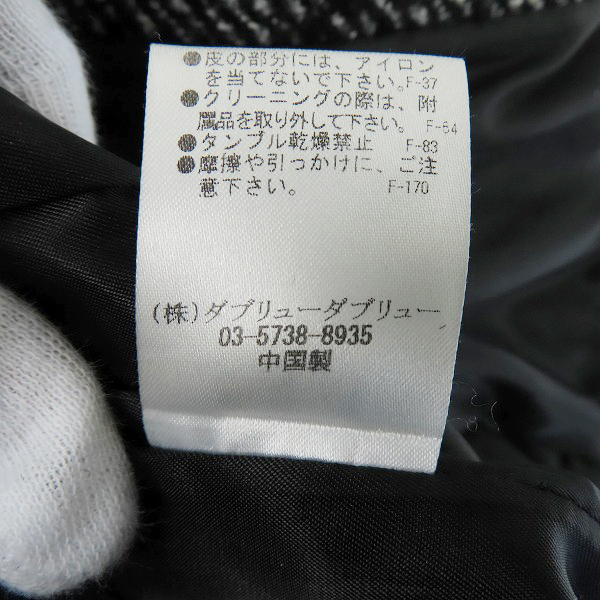 ●皮の部分には、アイロン
を当てないで下さい。F-37
●クリーニングの際は、附
属品を取り外して下さい。 F-64
●タンブル乾燥禁止 F-83
●摩擦や引っかけに、ご注
意下さい。 F-170
(株)ダブリューダブリュー
03-5738-8935
中国製